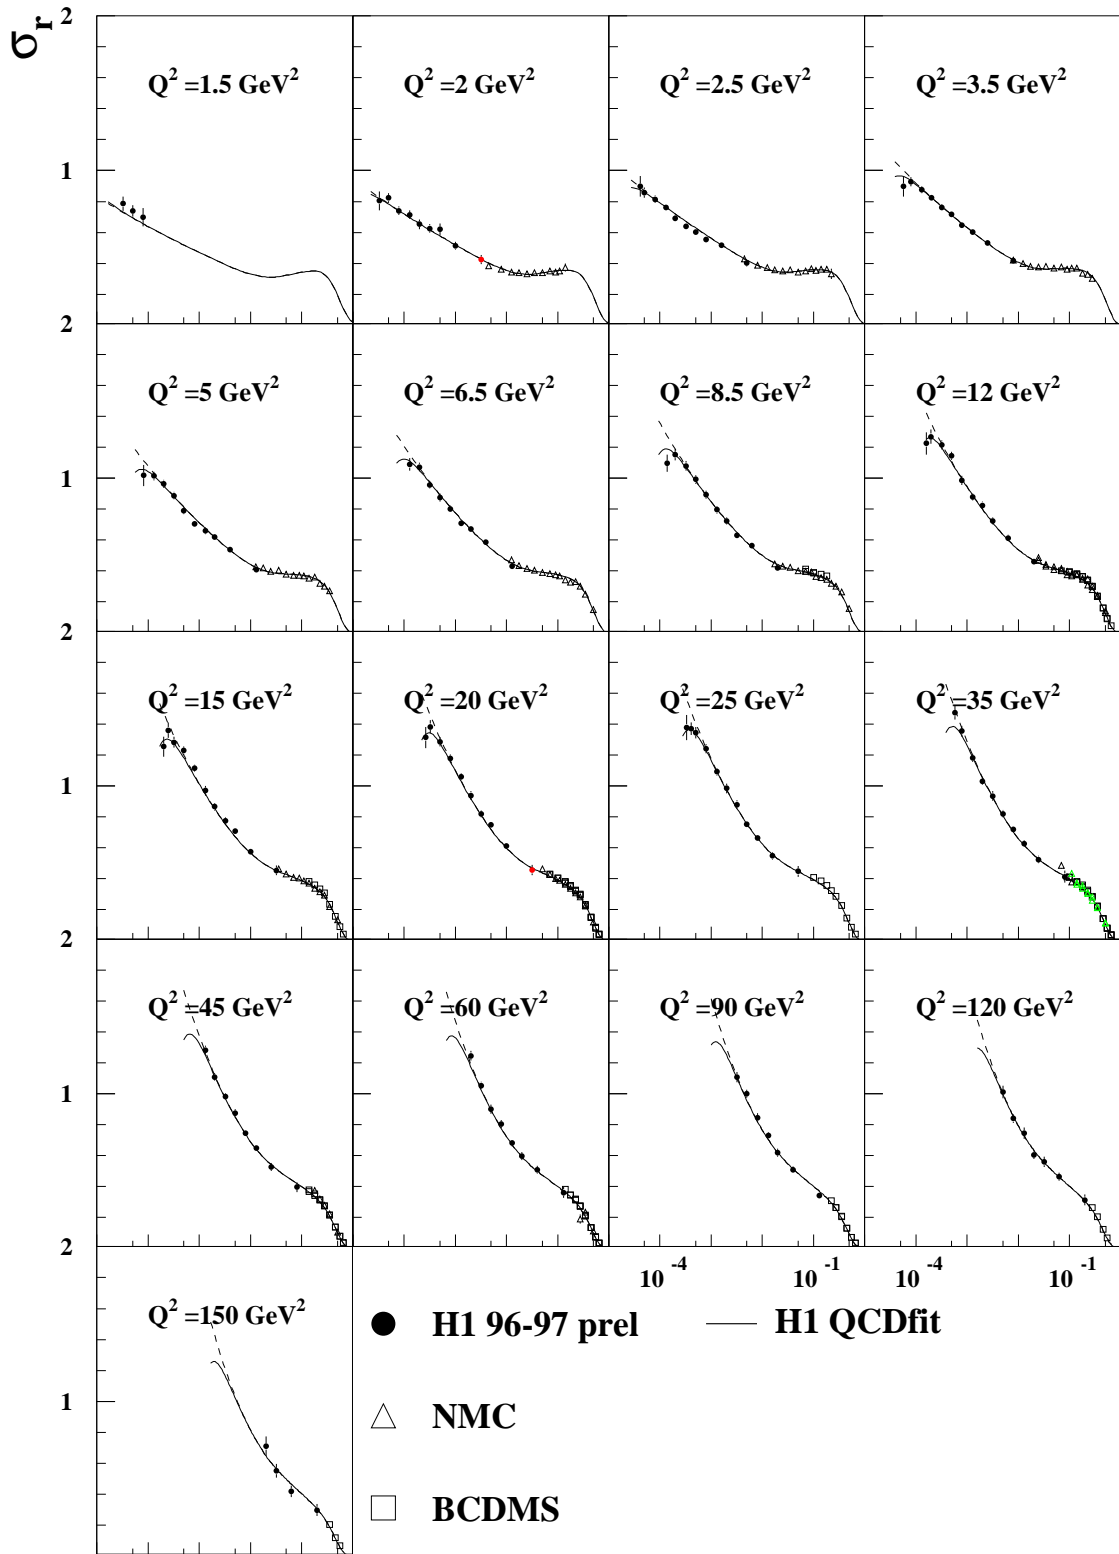 σr
2
Q2 =1.5 GeV2
Q2 =2 GeV2
Q2 =2.5 GeV2
Q2 =3.5 GeV2
1
2
Q2 =5 GeV2
Q2 =6.5 GeV2
Q2 =8.5 GeV2
Q2 =12 GeV2
1
2
Q2 =15 GeV2
Q2 =20 GeV2
Q2 =25 GeV2
Q2 =35 GeV2
1
2
Q2 =45 GeV2
Q2 =60 GeV2
Q2 =90 GeV2
Q2 =120 GeV2
1
2
10 -4
10 -1
10 -4
10 -1
Q2 =150 GeV2
H1 96-97 prel
H1 QCDfit
1
NMC
BCDMS